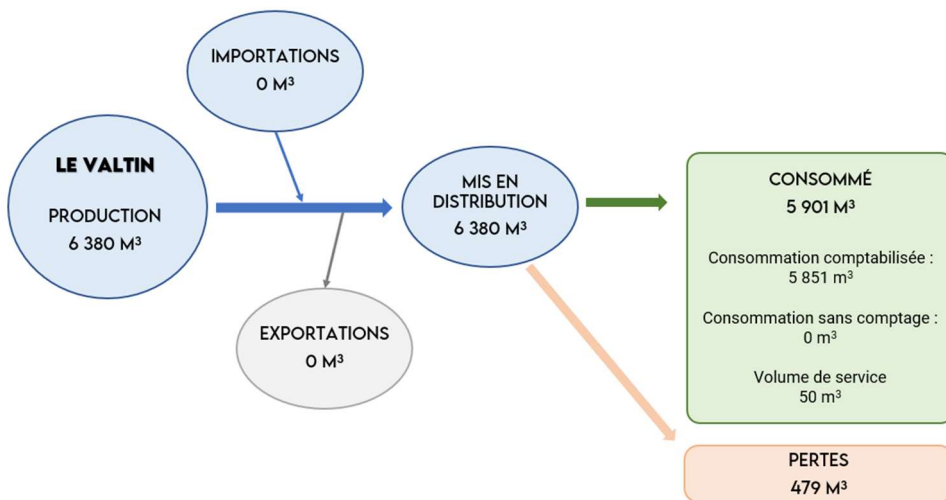 IMPORTATIONS
0 M³
LE VALTIN
PRODUCTION
6 380 M³
MIS EN
DISTRIBUTION
6 380 M³
EXPORTATIONS
0 M³
CONSOMMÉ
5 901 M³
Consommation comptabilisée :
5 851 m³
Consommation sans comptage :
0 m³
Volume de service
50 m³
PERTES
479 M³